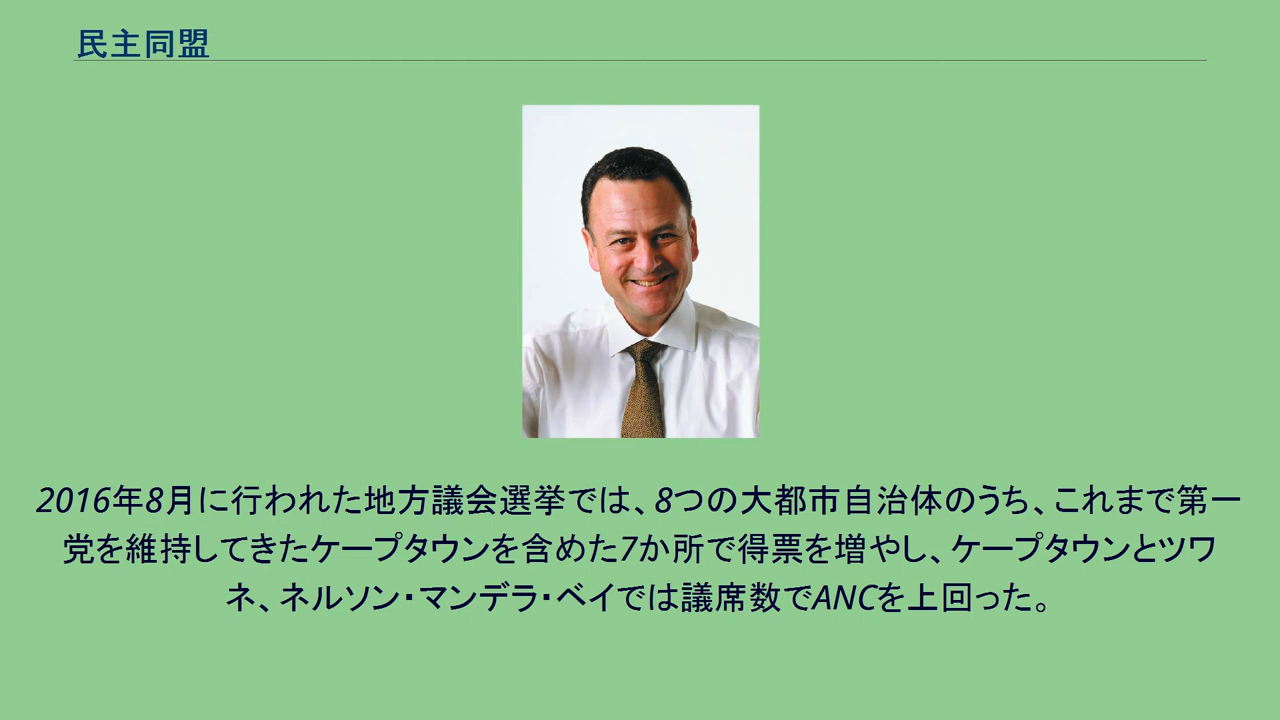 民主同盟
2016年8月に行われた地方議会選挙では、8つの大都市自治体のうち、これまで第一
党を維持してきたケープタウンを含めた7か所で得票を増やし、ケープタウンとツワ
ネ、ネルソン・マンデラ・ベイでは議席数でANCを上回った。